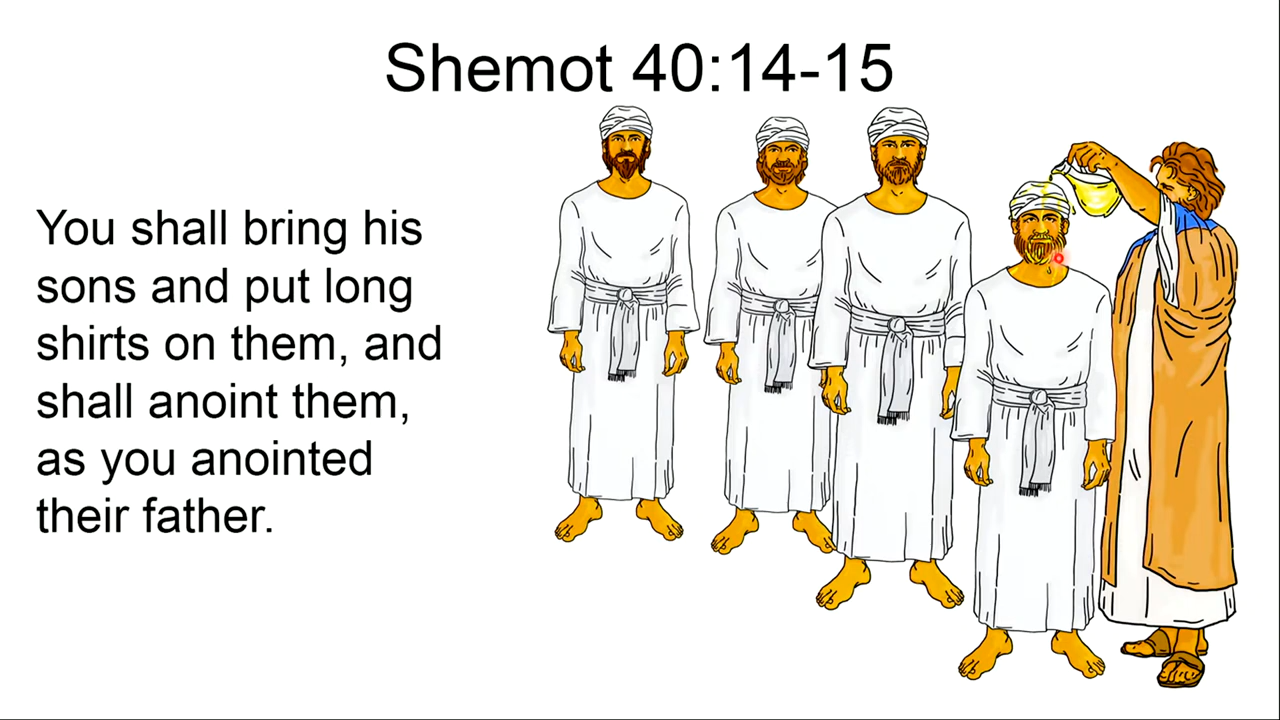 Shemot 40:14-15
You shall bring his
sons and put long
shirts on them, and
shall anoint them,
as you anointed
their father.